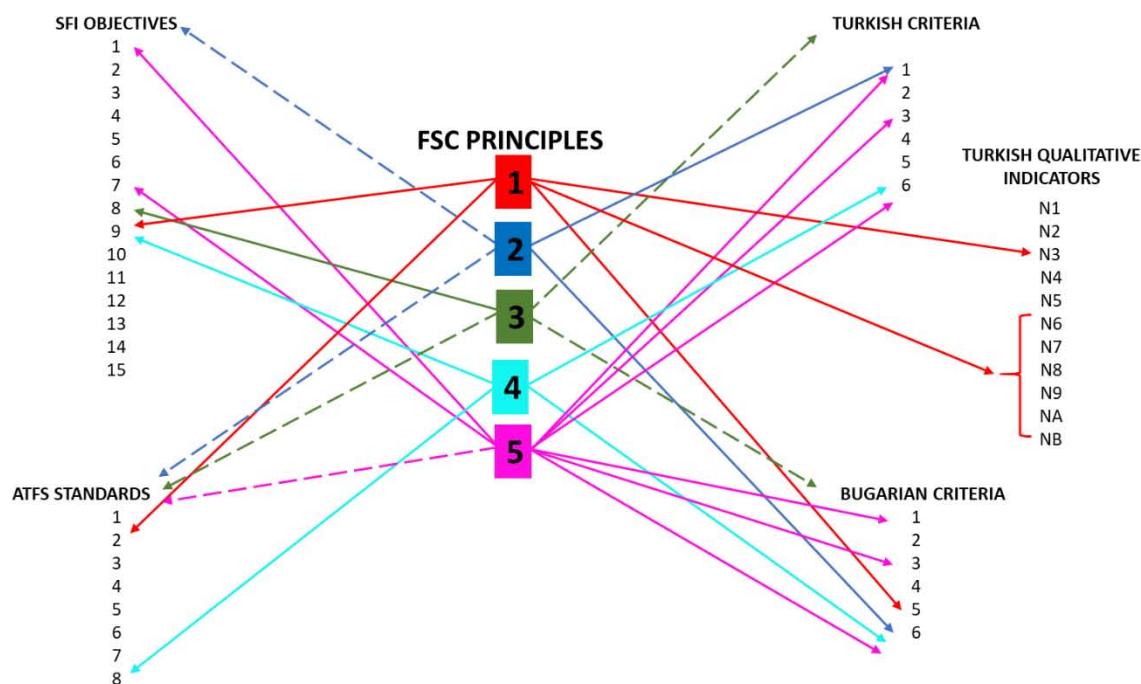 SFI OBJECTIVES
1
2
3
4
5
6
7
8
9
10
11
12
13
14
15
ATFS STANDARDS
1
2
3
4
5
6
7
8
FSC PRINCIPLES
1
2
3
4
5
TURKISH CRITERIA
1
2
3
4
5
6
TURKISH QUALITATIVE
INDICATORS
N1
N2
N3
N4
N5
N6
N7
N8
N9
NA
NB
BUGARIAN CRITERIA
1
2
3
4
5
6